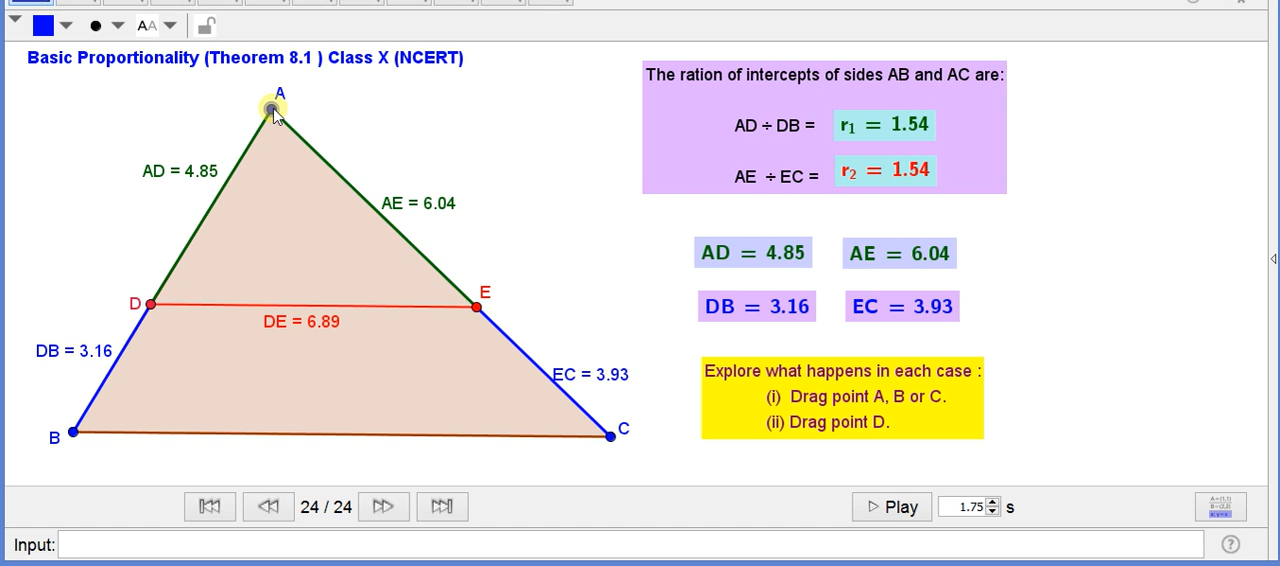 AA
Basic Proportionality (Theorem 8.1 ) Class X (NCERT)
A
AD = 4.85
AE = 6.04
D
E
DE = 6.89
DB = 3.16
EC = 3.93
B
C
The ration of intercepts of sides AB and AC are:
AD ÷ DB = r₁ = 1.54
AE ÷ EC = r₂ = 1.54
AD = 4.85 AE = 6.04
DB = 3.16 EC = 3.93
Explore what happens in each case :
(i) Drag point A, B or C.
(ii) Drag point D.
24 / 24
Play 1.75 s
Input: